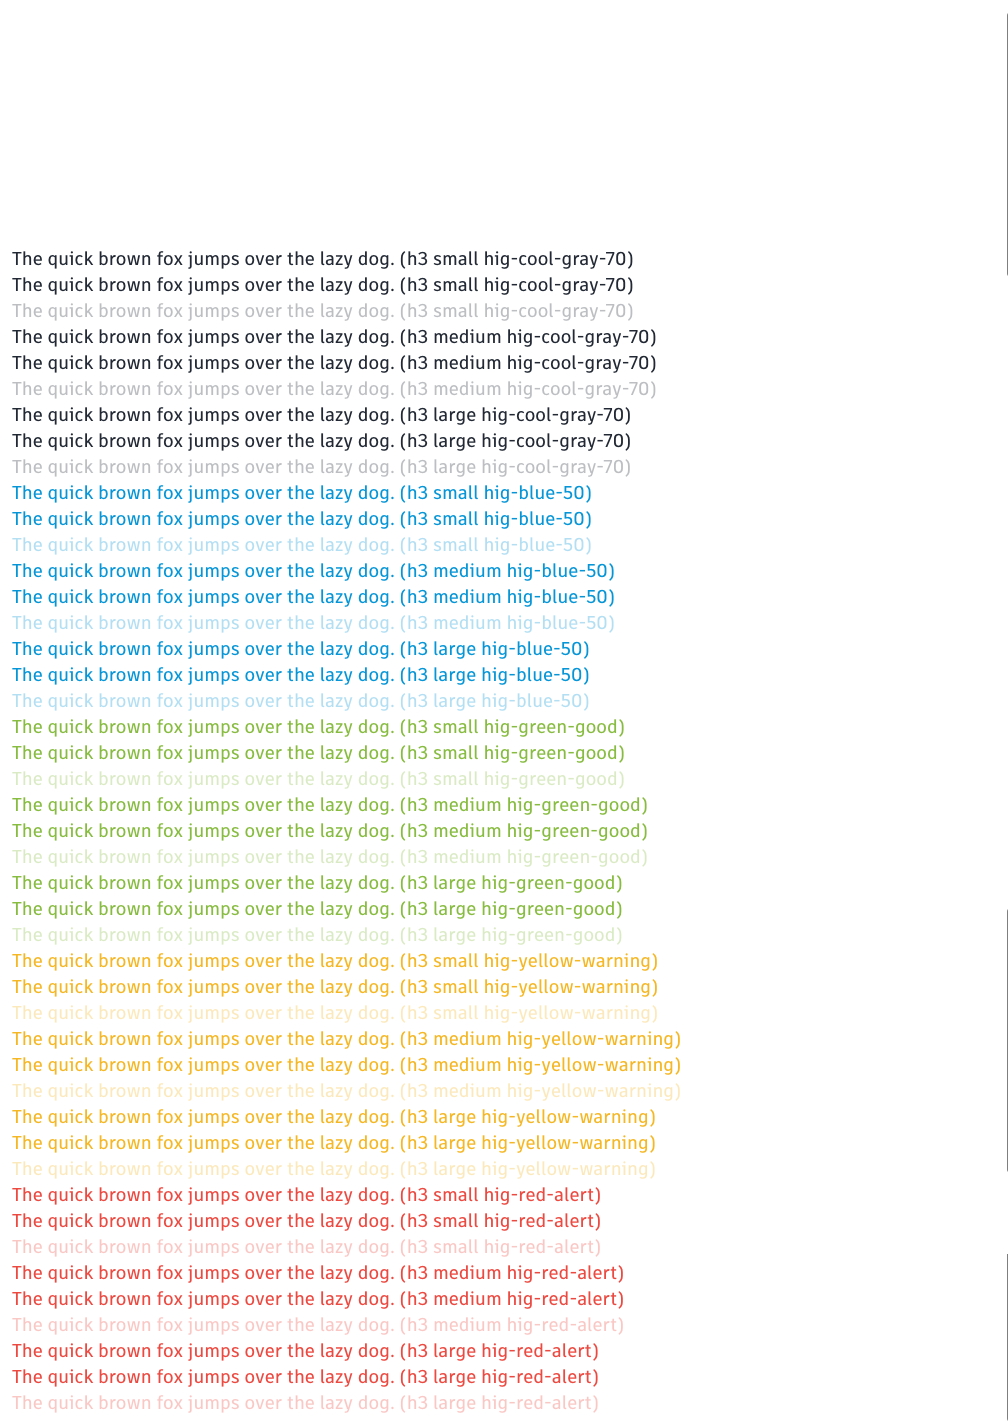 The quick brown fox jumps over the lazy dog. (h3 small hig-cool-gray-70)
The quick brown fox jumps over the lazy dog. (h3 small hig-cool-gray-70)
The quick brown fox jumps over the lazy dog. (h3 small hig-cool-gray-70)
The quick brown fox jumps over the lazy dog. (h3 medium hig-cool-gray-70)
The quick brown fox jumps over the lazy dog. (h3 medium hig-cool-gray-70)
The quick brown fox jumps over the lazy dog. (h3 medium hig-cool-gray-70)
The quick brown fox jumps over the lazy dog. (h3 large hig-cool-gray-70)
The quick brown fox jumps over the lazy dog. (h3 large hig-cool-gray-70)
The quick brown fox jumps over the lazy dog. (h3 large hig-cool-gray-70)
The quick brown fox jumps over the lazy dog. (h3 small hig-blue-50)
The quick brown fox jumps over the lazy dog. (h3 small hig-blue-50)
The quick brown fox jumps over the lazy dog. (h3 small hig-blue-50)
The quick brown fox jumps over the lazy dog. (h3 medium hig-blue-50)
The quick brown fox jumps over the lazy dog. (h3 medium hig-blue-50)
The quick brown fox jumps over the lazy dog. (h3 medium hig-blue-50)
The quick brown fox jumps over the lazy dog. (h3 large hig-blue-50)
The quick brown fox jumps over the lazy dog. (h3 large hig-blue-50)
The quick brown fox jumps over the lazy dog. (h3 large hig-blue-50)
The quick brown fox jumps over the lazy dog. (h3 small hig-green-good)
The quick brown fox jumps over the lazy dog. (h3 small hig-green-good)
The quick brown fox jumps over the lazy dog. (h3 small hig-green-good)
The quick brown fox jumps over the lazy dog. (h3 medium hig-green-good)
The quick brown fox jumps over the lazy dog. (h3 medium hig-green-good)
The quick brown fox jumps over the lazy dog. (h3 medium hig-green-good)
The quick brown fox jumps over the lazy dog. (h3 large hig-green-good)
The quick brown fox jumps over the lazy dog. (h3 large hig-green-good)
The quick brown fox jumps over the lazy dog. (h3 large hig-green-good)
The quick brown fox jumps over the lazy dog. (h3 small hig-yellow-warning)
The quick brown fox jumps over the lazy dog. (h3 small hig-yellow-warning)
The quick brown fox jumps over the lazy dog. (h3 small hig-yellow-warning)
The quick brown fox jumps over the lazy dog. (h3 medium hig-yellow-warning)
The quick brown fox jumps over the lazy dog. (h3 medium hig-yellow-warning)
The quick brown fox jumps over the lazy dog. (h3 medium hig-yellow-warning)
The quick brown fox jumps over the lazy dog. (h3 large hig-yellow-warning)
The quick brown fox jumps over the lazy dog. (h3 large hig-yellow-warning)
The quick brown fox jumps over the lazy dog. (h3 large hig-yellow-warning)
The quick brown fox jumps over the lazy dog. (h3 small hig-red-alert)
The quick brown fox jumps over the lazy dog. (h3 small hig-red-alert)
The quick brown fox jumps over the lazy dog. (h3 small hig-red-alert)
The quick brown fox jumps over the lazy dog. (h3 medium hig-red-alert)
The quick brown fox jumps over the lazy dog. (h3 medium hig-red-alert)
The quick brown fox jumps over the lazy dog. (h3 medium hig-red-alert)
The quick brown fox jumps over the lazy dog. (h3 large hig-red-alert)
The quick brown fox jumps over the lazy dog. (h3 large hig-red-alert)
The quick brown fox jumps over the lazy dog. (h3 large hig-red-alert)